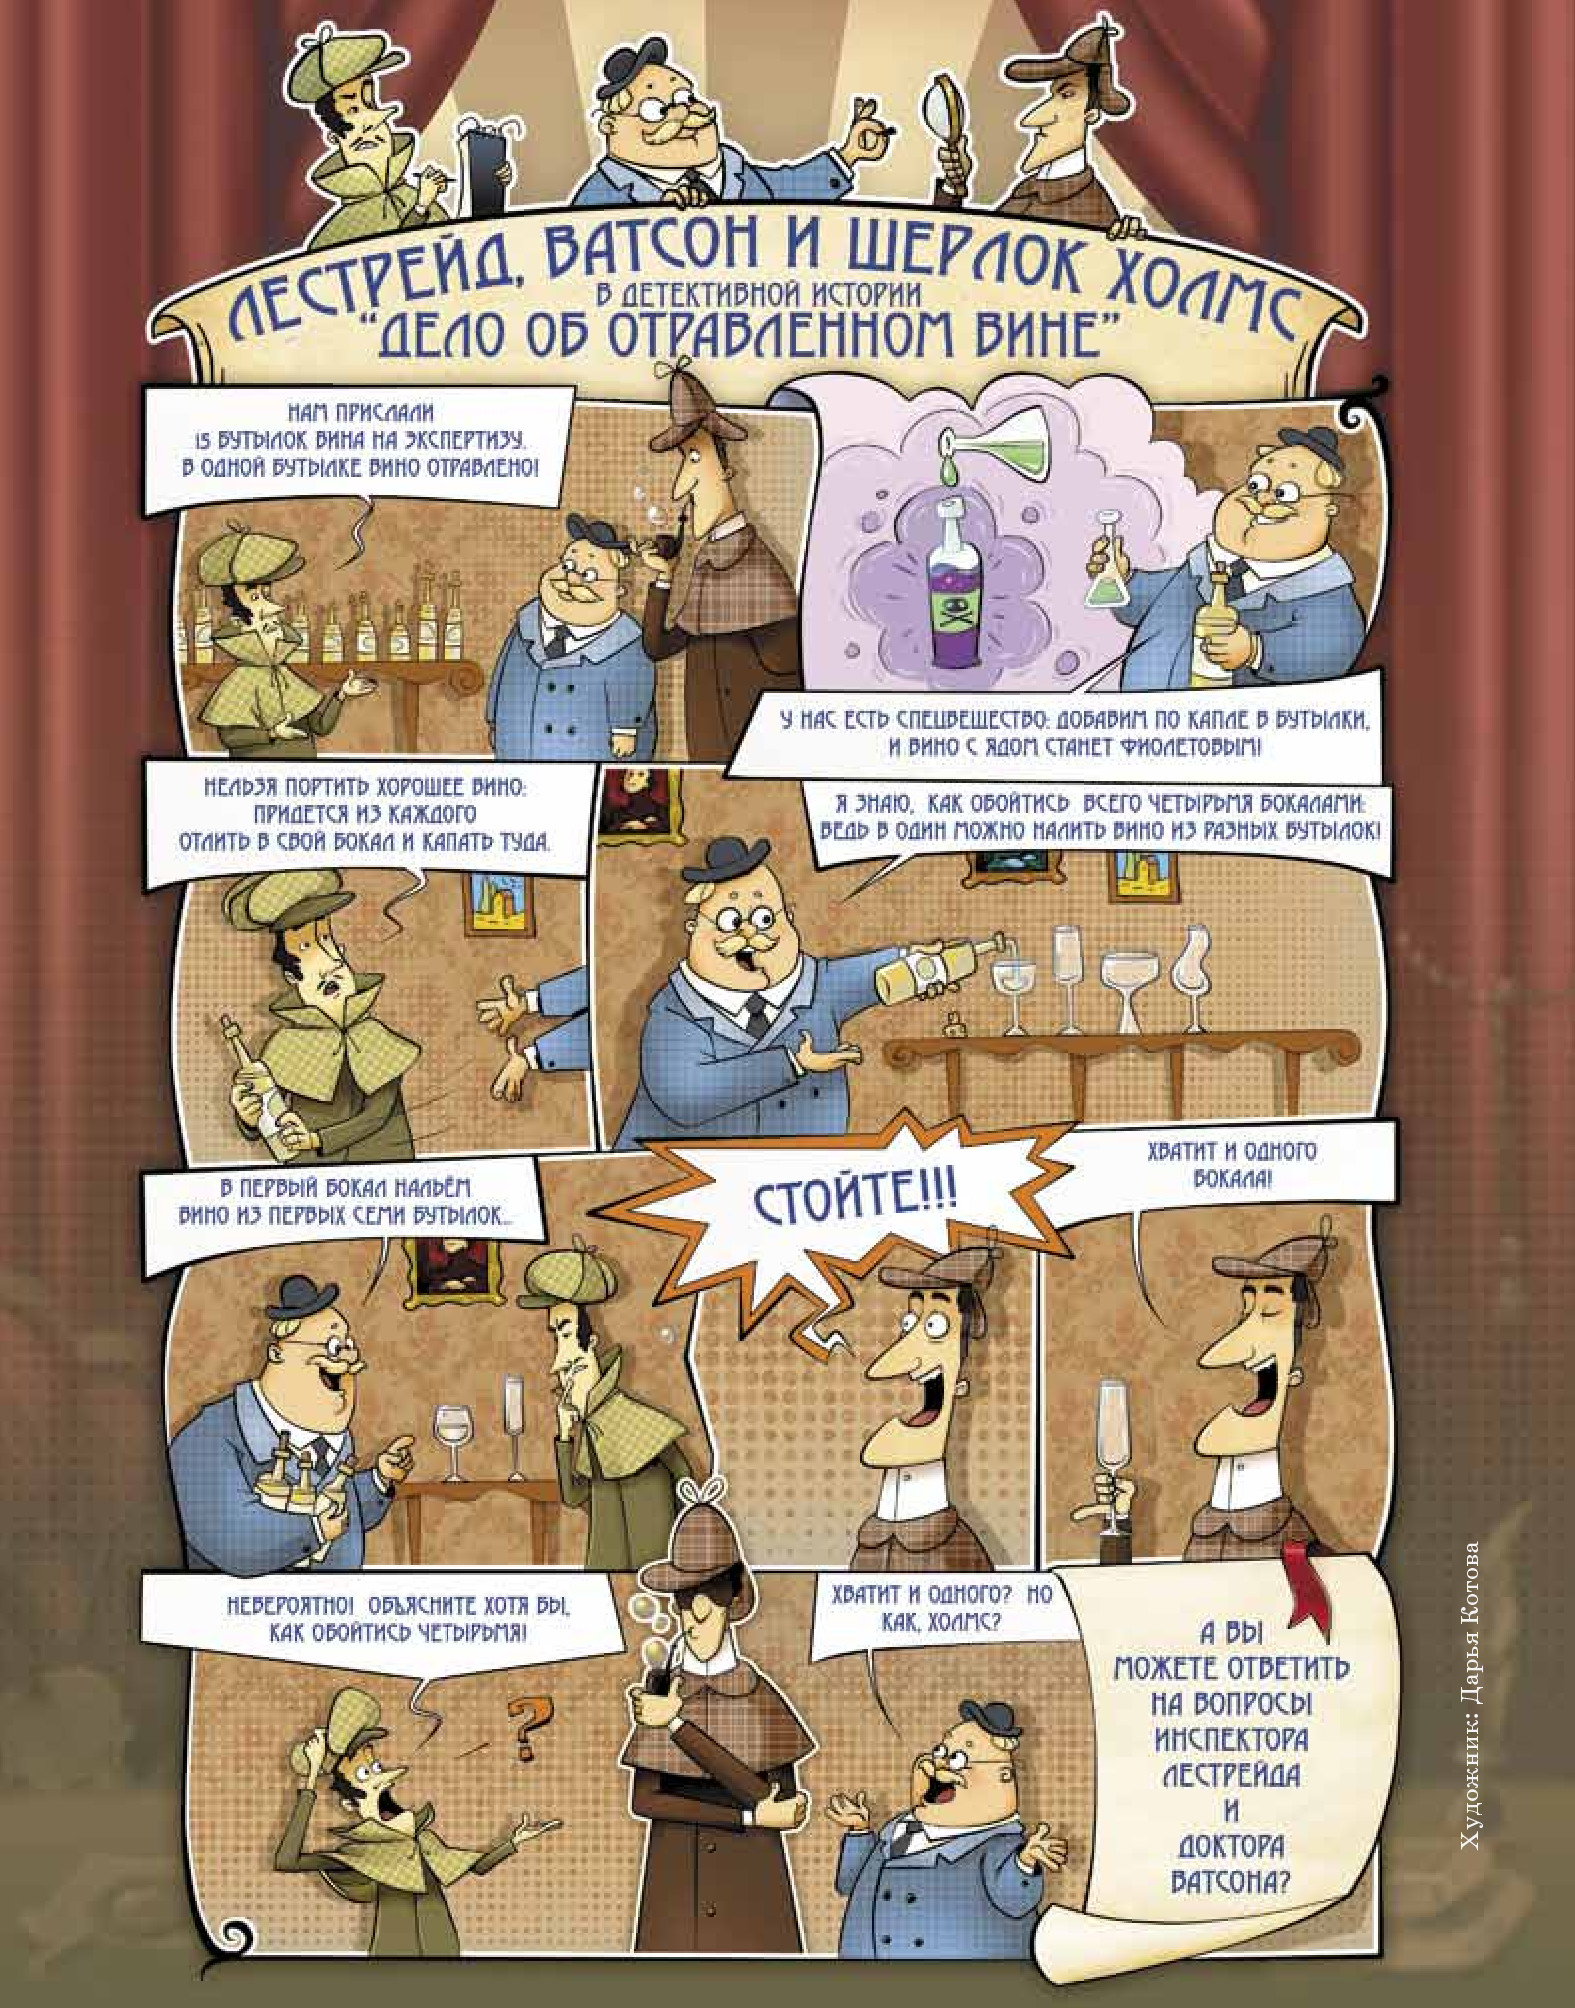 ЛЕСТРЕЙД, ВАТСОН И ШЕРЛОК ХОЛМС
В ДЕТЕКТИВНОЙ ИСТОРИИ
"ДЕЛО ОБ ОТРАВЛЕННОМ ВИНЕ"
НАМ ПРИСЛАЛИ
15 БУТЫЛОК ВИНА НА ЭКСПЕРТИЗУ.
В ОДНОЙ БУТЫЛКЕ ВИНО ОТРАВЛЕНО!
У НАС ЕСТЬ СПЕЦВЕЩЕСТВО: ДОБАВИМ ПО КАПЛЕ В БУТЫЛКИ,
И ВИНО С ЯДОМ СТАНЕТ ФИОЛЕТОВЫМ!
НЕЛЬЗЯ ПОРТИТЬ ХОРОШЕЕ ВИНО:
ПРИДЕТСЯ ИЗ КАЖДОГО
ОТЛИТЬ В СВОЙ БОКАЛ И КАПАТЬ ТУДА.
Я ЗНАЮ, КАК ОБОЙТИСЬ ВСЕГО ЧЕТЫРЬМЯ БОКАЛАМИ:
ВЕДЬ В ОДИН МОЖНО НАЛИТЬ ВИНО ИЗ РАЗНЫХ БУТЫЛОК!
В ПЕРВЫЙ БОКАЛ НАЛЬЁМ
ВИНО ИЗ ПЕРВЫХ СЕМИ БУТЫЛОК...
СТОЙТЕ!!!
ХВАТИТ И ОДНОГО
БОКАЛА!
НЕВЕРОЯТНО! ОБЪЯСНИТЕ ХОТЯ БЫ,
КАК ОБОЙТИСЬ ЧЕТЫРЬМЯ!
?
ХВАТИТ И ОДНОГО? НО
КАК, ХОЛМС?
А ВЫ
МОЖЕТЕ ОТВЕТИТЬ
НА ВОПРОСЫ
ИНСПЕКТОРА
ЛЕСТРЕЙДА
И
ДОКТОРА
ВАТСОНА?
Художник: Дарья Котова